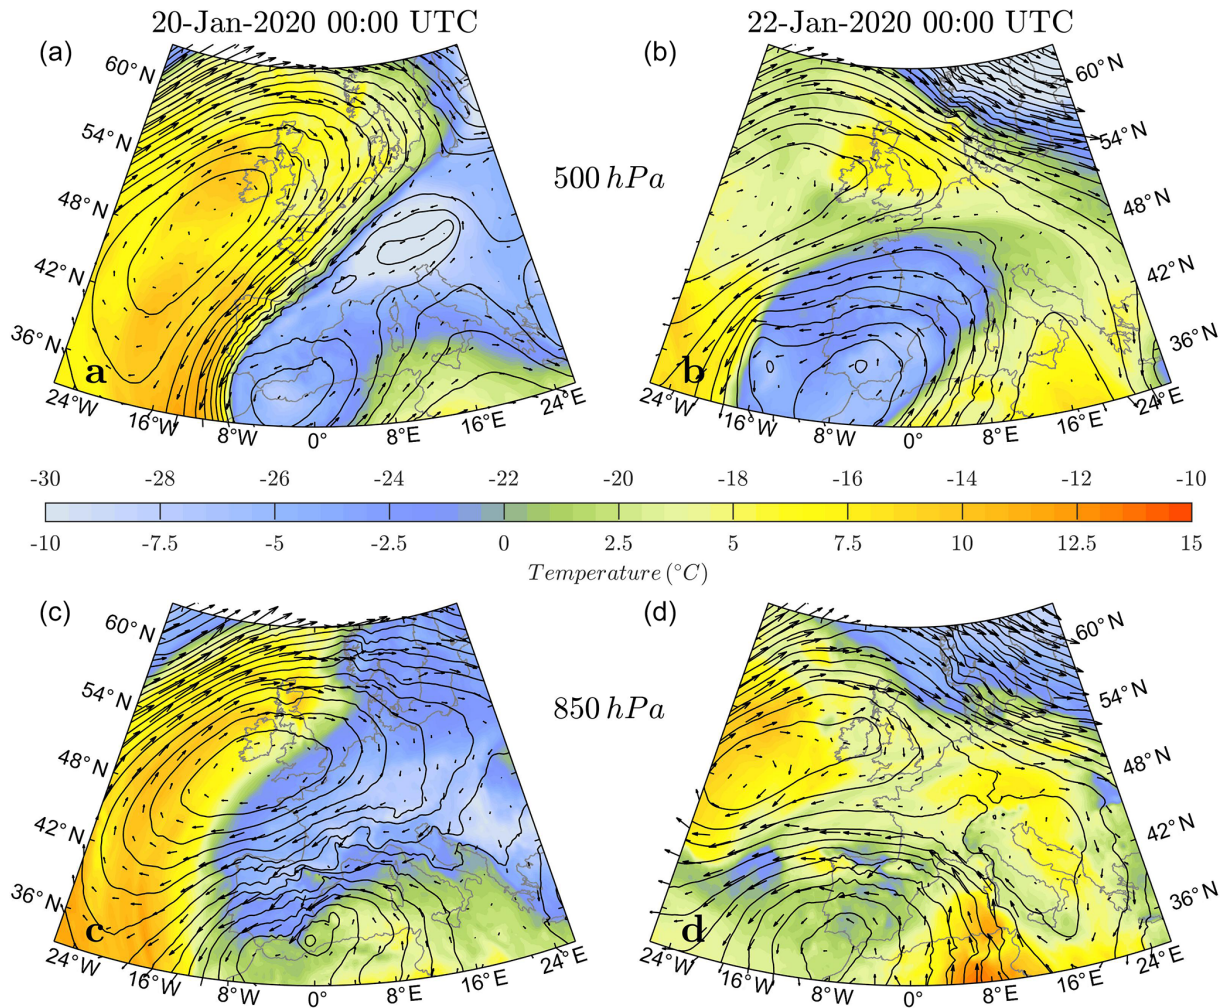 20-Jan-2020 00:00 UTC
22-Jan-2020 00:00 UTC
(a)
(b)
60°N
54°N
48°N
42°N
36°N
24°W
16°W
8°W
0°
8°E
16°E
24°E
a
500 hPa
60°N
54°N
48°N
42°N
36°N
24°W
16°W
8°W
0°
8°E
16°E
24°E
b
-30 -28 -26 -24 -22 -20 -18 -16 -14 -12 -10
-10 -7.5 -5 -2.5 0 2.5 5 7.5 10 12.5 15
Temperature (°C)
(c)
(d)
60°N
54°N
48°N
42°N
36°N
24°W
16°W
8°W
0°
8°E
16°E
24°E
c
850 hPa
60°N
54°N
48°N
42°N
36°N
24°W
16°W
8°W
0°
8°E
16°E
24°E
d